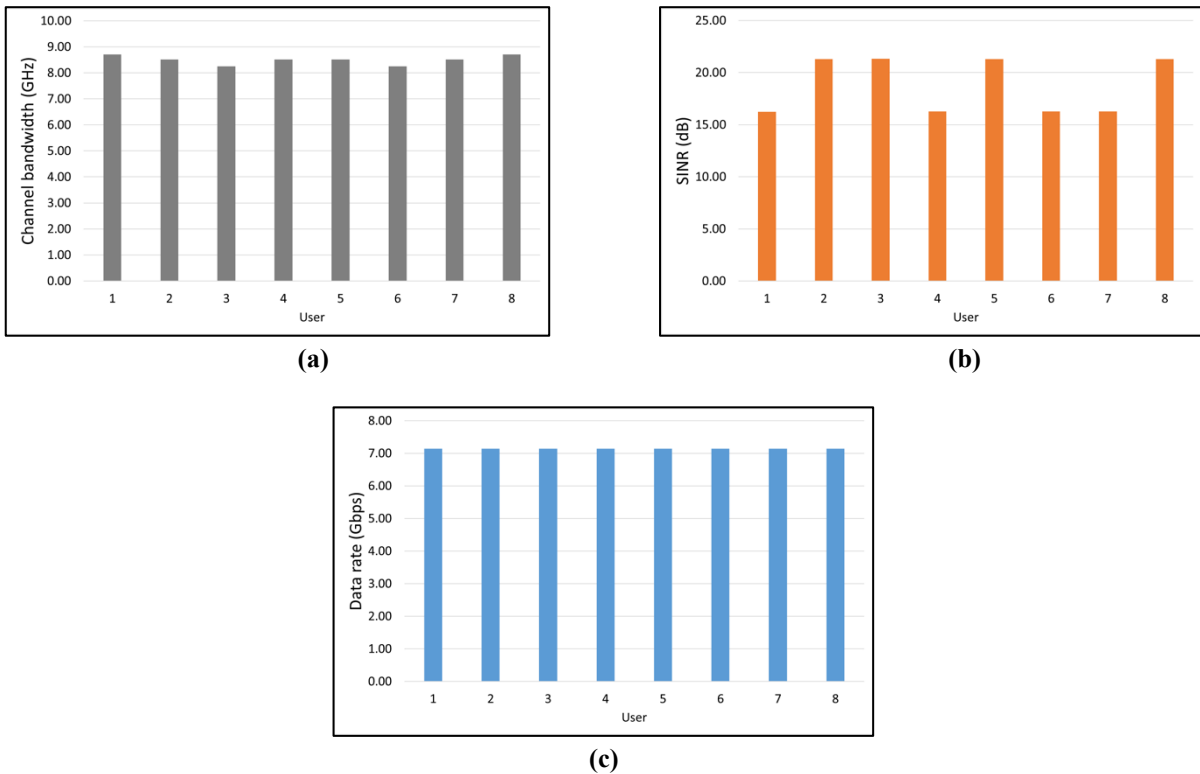 10.00
9.00
8.00
7.00
6.00
5.00
4.00
3.00
2.00
1.00
0.00
Channel bandwidth (GHz)
1 2 3 4 5 6 7 8
User
(a)
25.00
20.00
15.00
10.00
5.00
0.00
SINR (dB)
1 2 3 4 5 6 7 8
User
(b)
8.00
7.00
6.00
5.00
4.00
3.00
2.00
1.00
0.00
Data rate (Gbps)
1 2 3 4 5 6 7 8
User
(c)